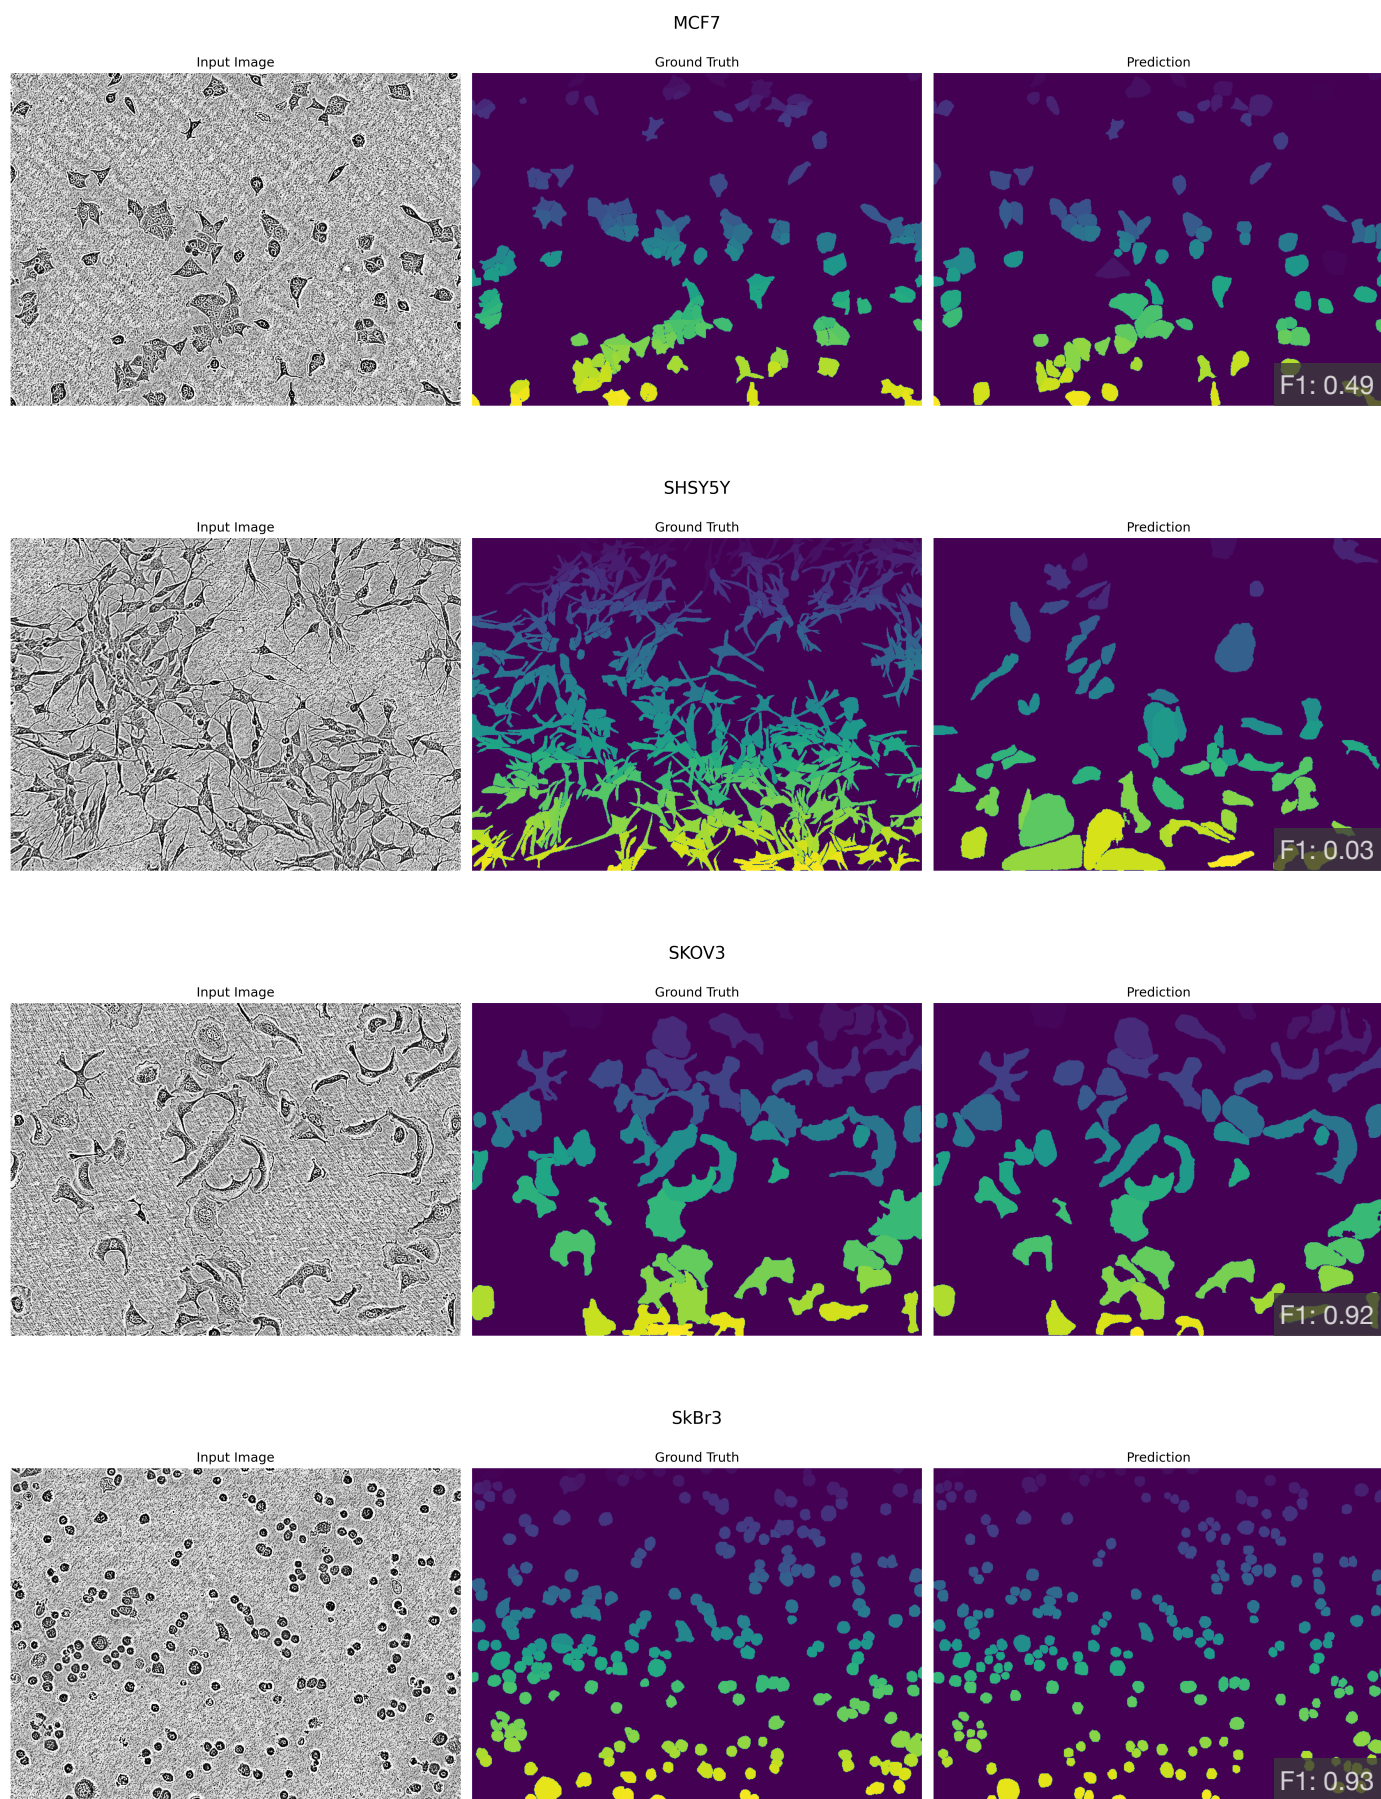 MCF7
Input Image Ground Truth Prediction
F1: 0.49
SHSY5Y
Input Image Ground Truth Prediction
F1: 0.03
SKOV3
Input Image Ground Truth Prediction
F1: 0.92
SkBr3
Input Image Ground Truth Prediction
F1: 0.93